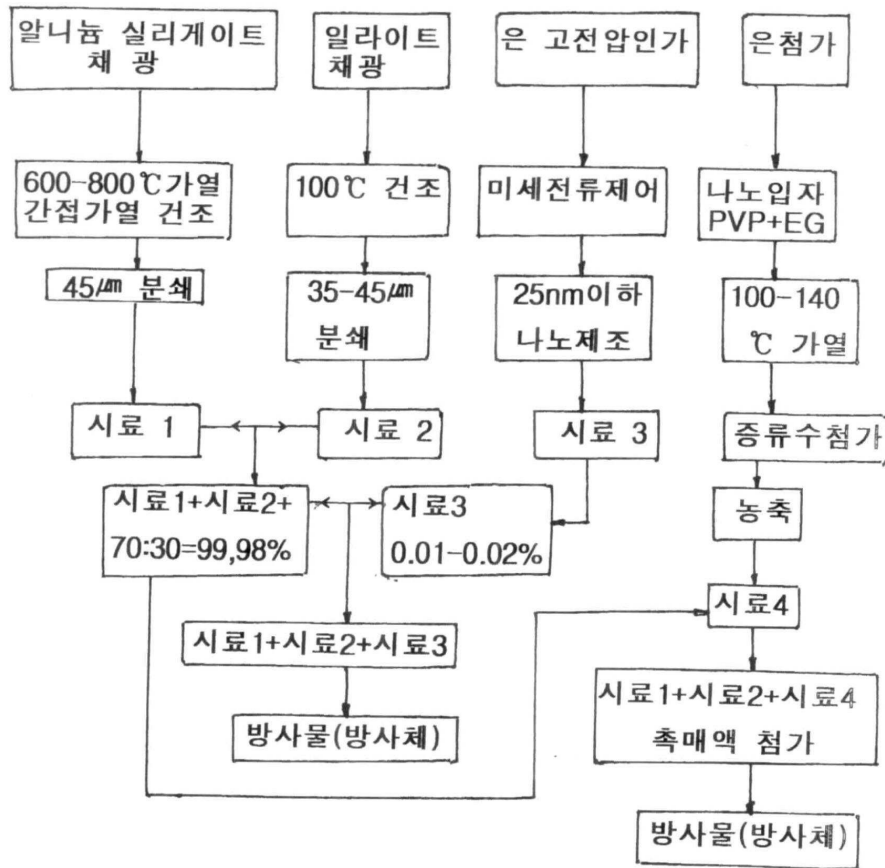 알니늄 실리게이트
채 광
일라이트
채광
은 고전압인가
은첨가
600-800℃가열
간접가열 건조
100℃ 건조
미세전류제어
나노입자
PVP+EG
45㎛ 분쇄
35-45㎛
분쇄
25nm이하
나노제조
100-140
℃ 가열
시료 1
시료 2
시료 3
증류수첨가
시료1+시료2+
70:30=99,98%
시료3
0.01-0.02%
농축
시료4
시료1+시료2+시료3
시료1+시료2+시료4
촉매액 첨가
방사물(방사체)
방사물(방사체)